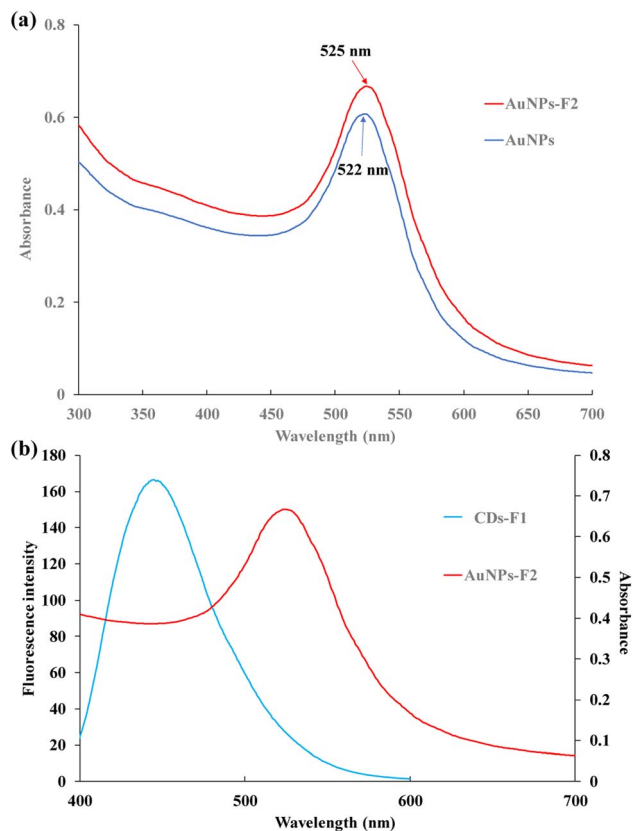 (a)
0.8
0.6
0.4
0.2
0
Absorbance
525 nm
522 nm
AuNPs-F2
AuNPs
300 350 400 450 500 550 600 650 700
Wavelength (nm)
(b)
180
160
140
120
100
80
60
40
20
0
Fluorescence intensity
CDs-F1
AuNPs-F2
0.8
0.7
0.6
0.5
0.4
0.3
0.2
0.1
0
Absorbance
400 500 600 700
Wavelength (nm)